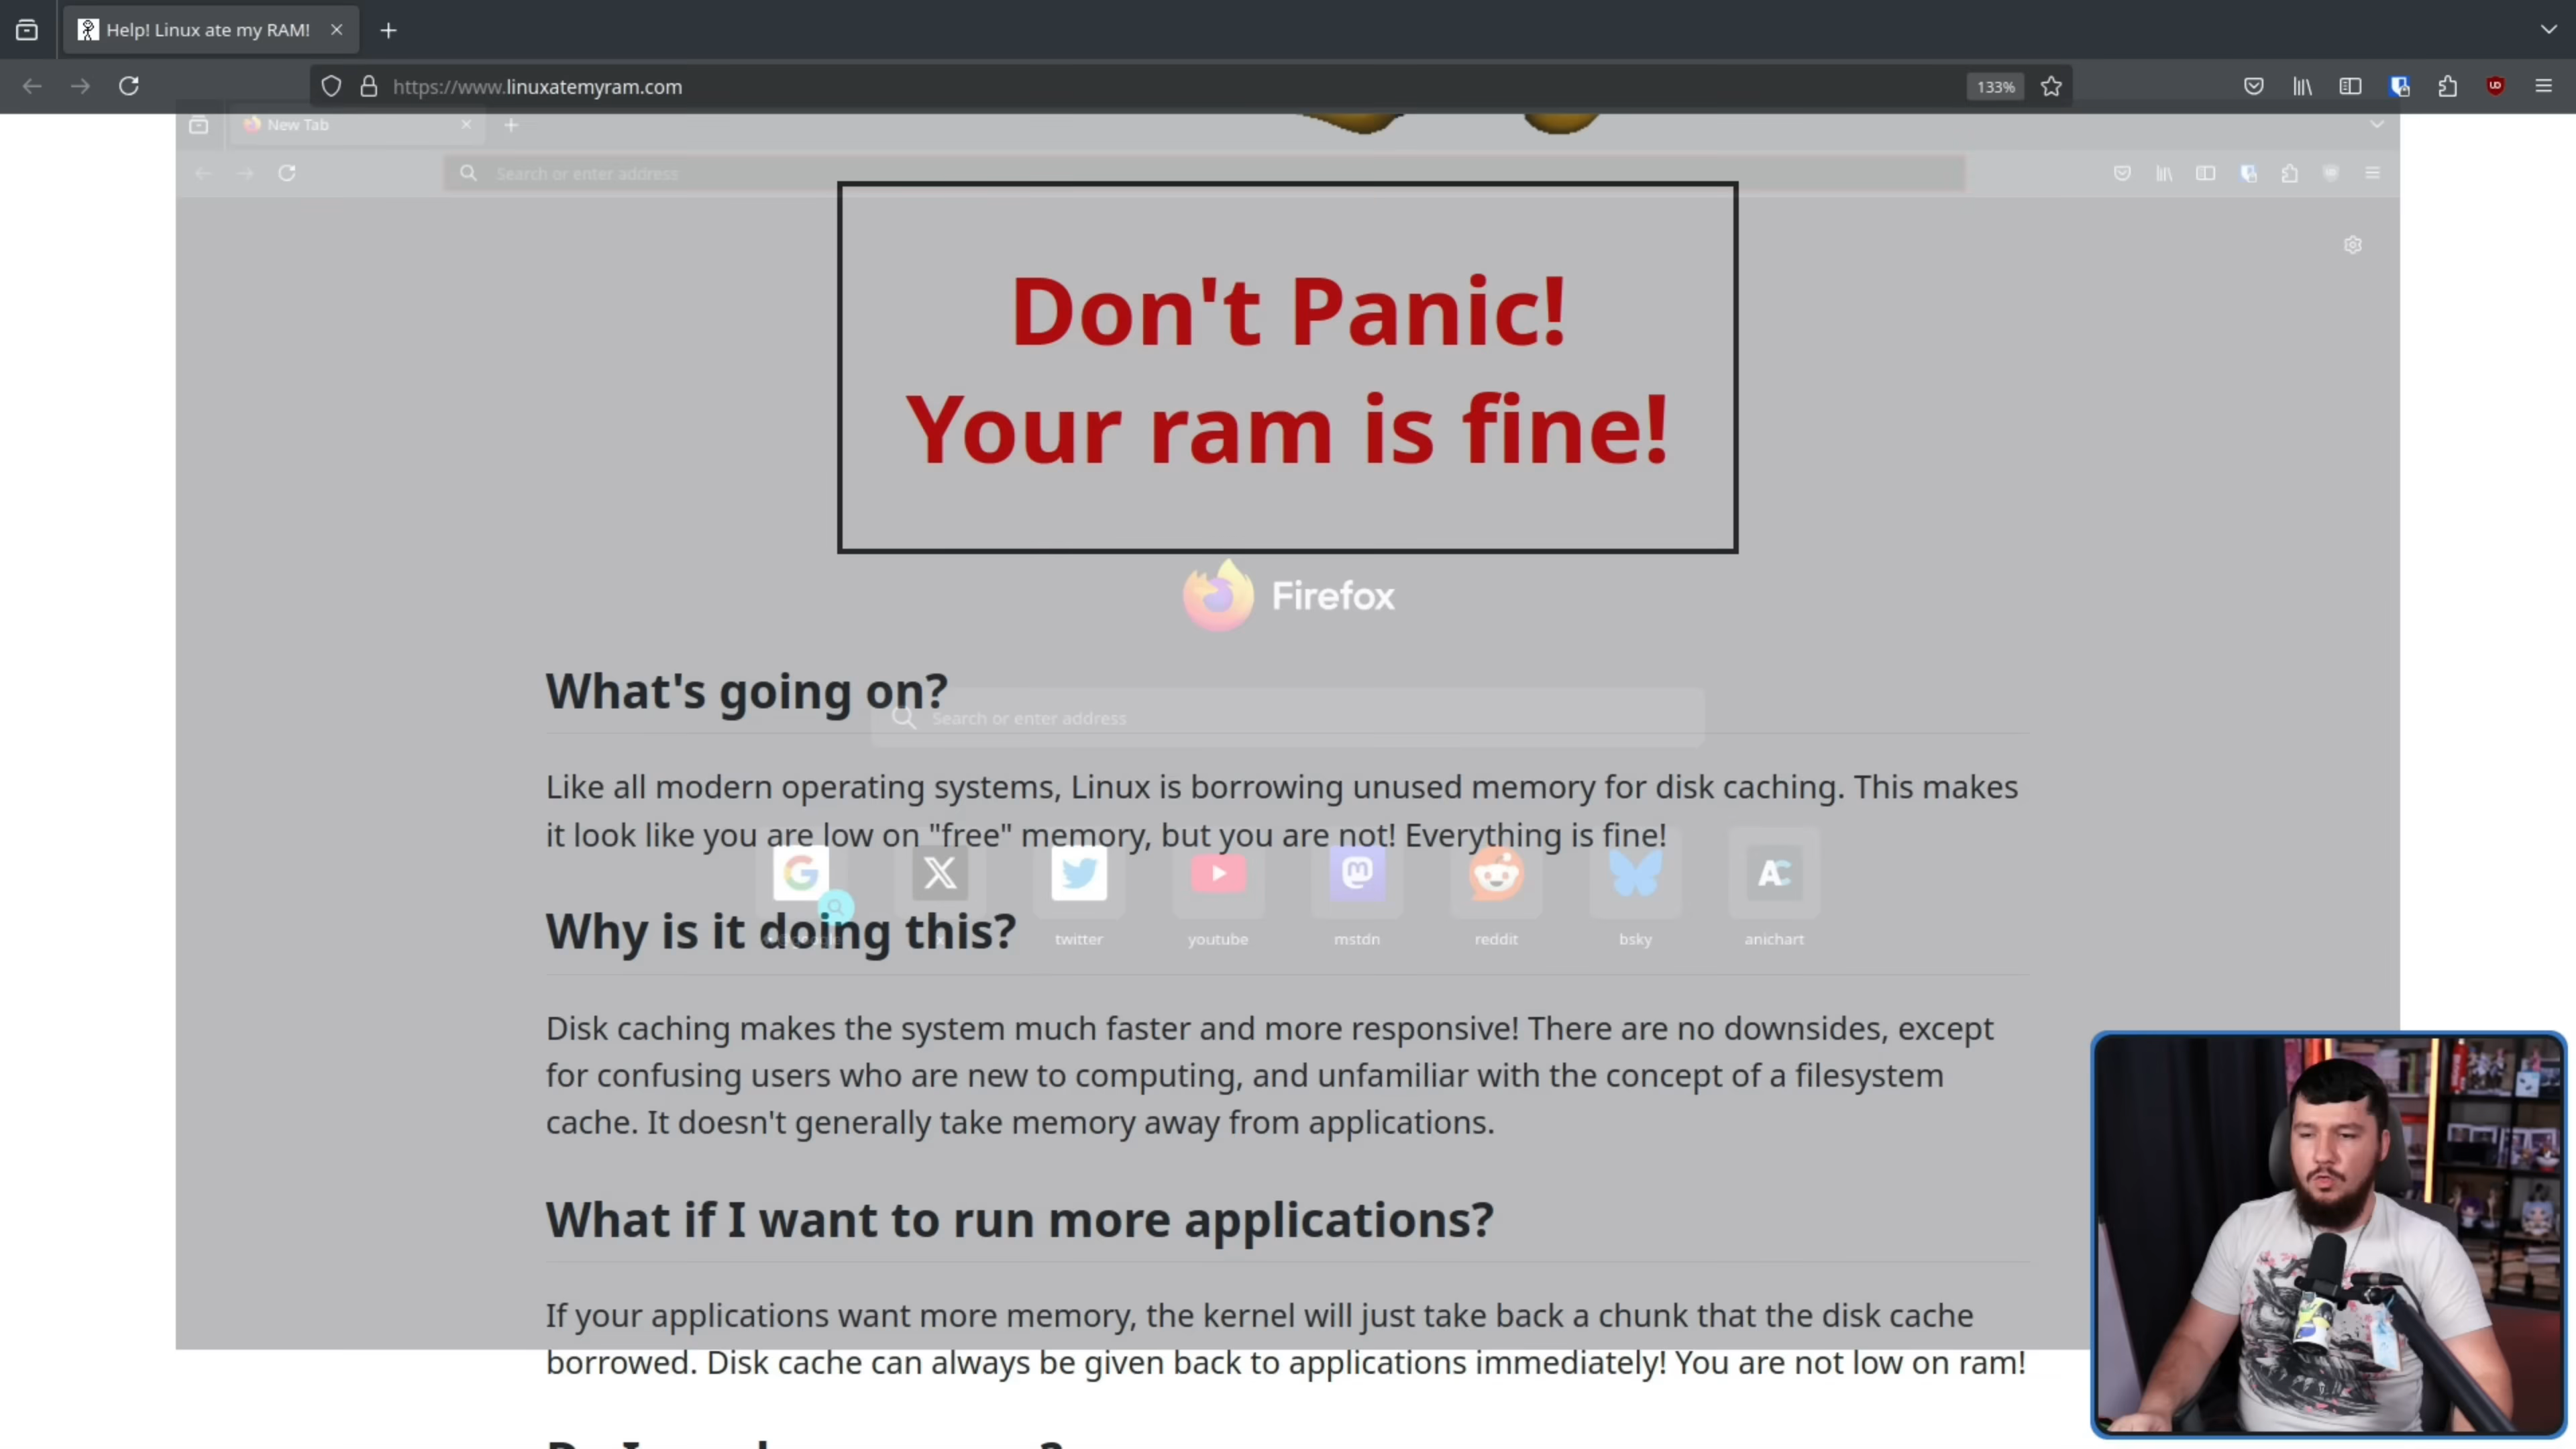 Help! Linux ate my RAM!
https://www.linuxatemyram.com
133%
New Tab
Search or enter address
Don't Panic!
Your ram is fine!
Firefox
What's going on?
Search or enter address
Like all modern operating systems, Linux is borrowing unused memory for disk caching. This makes
it look like you are low on "free" memory, but you are not! Everything is fine!
Why is it doing this?
twitter
youtube
mstdn
reddit
bsky
anichart
Disk caching makes the system much faster and more responsive! There are no downsides, except
for confusing users who are new to computing, and unfamiliar with the concept of a filesystem
cache. It doesn't generally take memory away from applications.
What if I want to run more applications?
If your applications want more memory, the kernel will just take back a chunk that the disk cache
borrowed. Disk cache can always be given back to applications immediately! You are not low on ram!